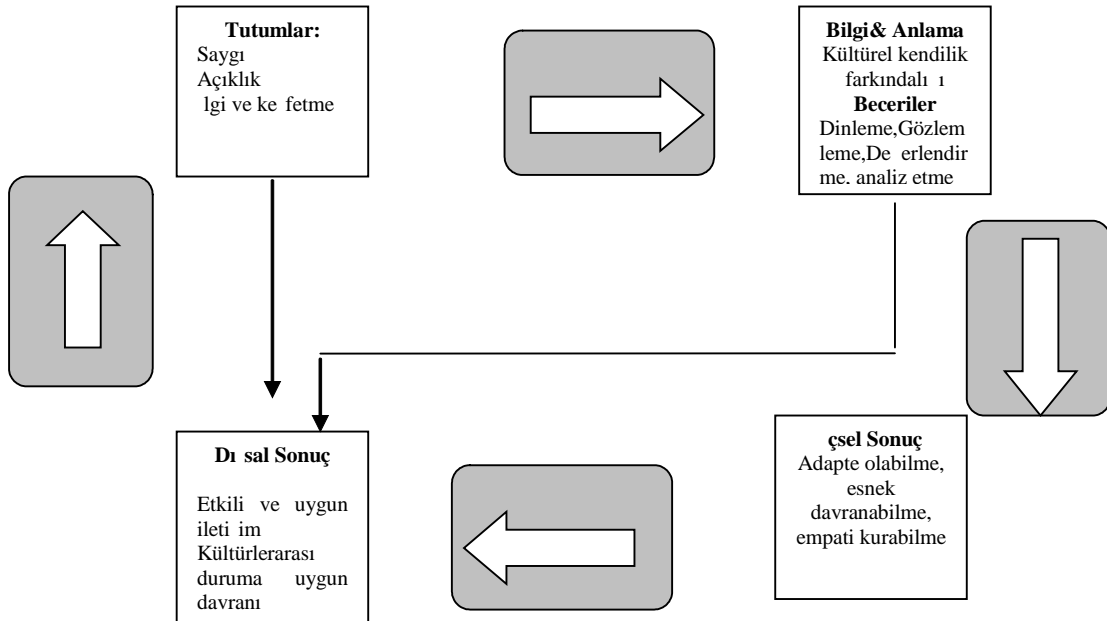 Tutumlar:
Saygı
Açıklık
lgi ve ke fetme
Bilgi& Anlama
Kültürel kendilik
farkındalı ı
Beceriler
Dinleme,Gözlem
leme,De erlendir
me. analiz etme
Dı sal Sonuç
Etkili ve uygun
ileti im
Kültürlerarası
duruma uygun
davranı
çsel Sonuç
Adapte olabilme,
esnek
davranabilme,
empati kurabilme